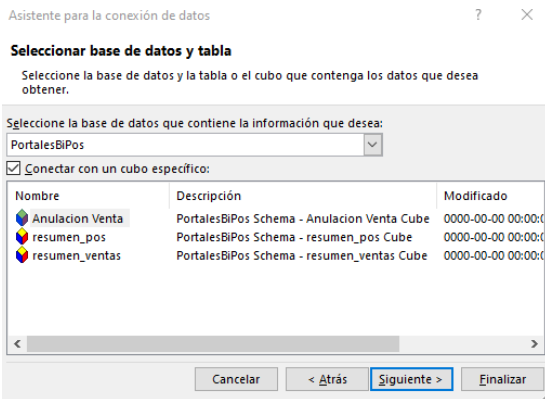 Asistente para la conexión de datos ? ×
Seleccionar base de datos y tabla
Seleccione la base de datos y la tabla o el cubo que contenga los datos que desea
obtener.
Seleccione la base de datos que contiene la información que desea:
PortalesBiPos
Conectar con un cubo específico:
Nombre Descripción Modificado
Anulacion Venta PortalesBiPos Schema - Anulacion Venta Cube 0000-00-00 00:00:0
resumen_pos PortalesBiPos Schema - resumen_pos Cube 0000-00-00 00:00:0
resumen_ventas PortalesBiPos Schema - resumen_ventas Cube 0000-00-00 00:00:0
Cancelar < Atrás Siguiente > Finalizar